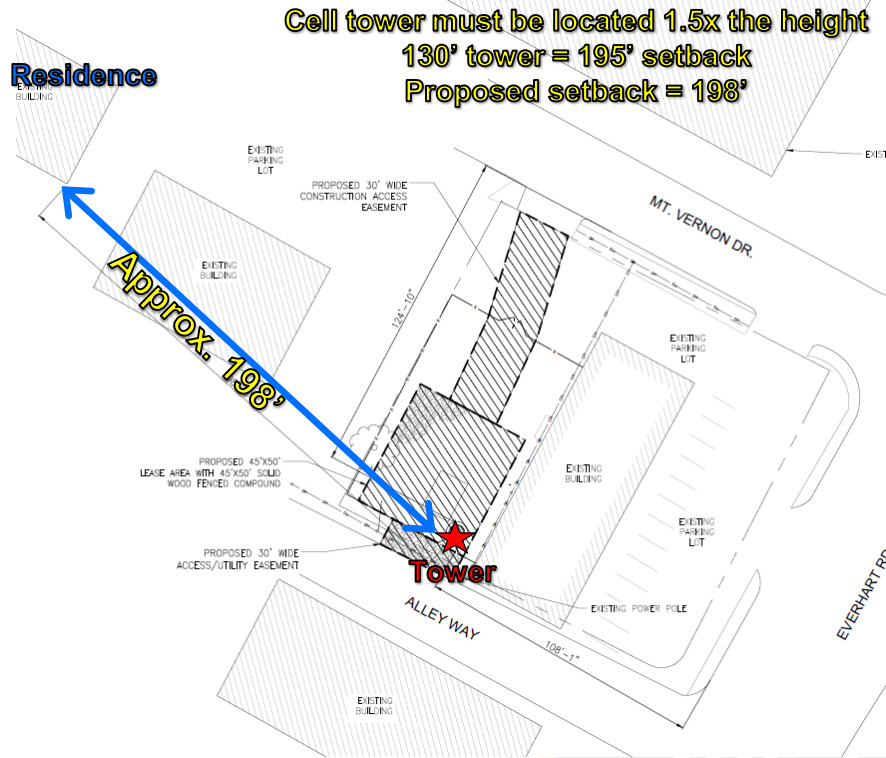 Cell tower must be located 1.5x the height
130' tower = 195' setback
Proposed setback = 198'
Residence
EXISTING
BUILDING
EXISTING
PARKING
LOT
PROPOSED 30' WIDE
CONSTRUCTION ACCESS
EASEMENT
MT. VERNON DR.
EXIST
EXISTING
BUILDING
Approx. 198'
124'-10"
EXISTING
PARKING
LOT
PROPOSED 45'X50'
LEASE AREA WITH 45'X50' SOLID
WOOD FENCED COMPOUND
EXISTING
BUILDING
EXISTING
PARKING
LOT
PROPOSED 30' WIDE
ACCESS/UTILITY EASEMENT
Tower
ALLEY WAY
EXISTING POWER POLE
EVERHART RD
108'-1"
EXISTING
BUILDING